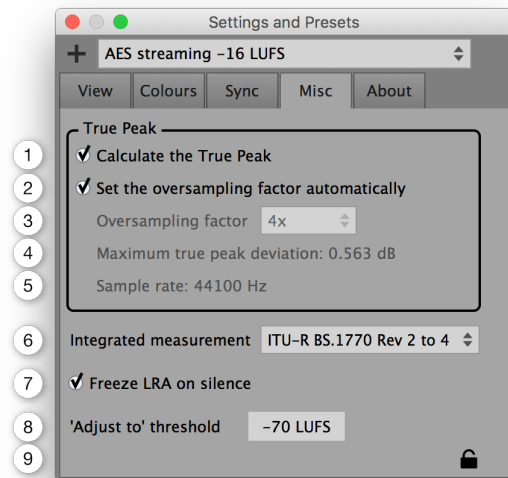 Settings and Presets
AES streaming -16 LUFS
View Colours Sync Misc About
True Peak
1 Calculate the True Peak
2 Set the oversampling factor automatically
3 Oversampling factor 4x
4 Maximum true peak deviation: 0.563 dB
5 Sample rate: 44100 Hz
6 Integrated measurement ITU-R BS.1770 Rev 2 to 4
7 Freeze LRA on silence
8 'Adjust to' threshold -70 LUFS
9